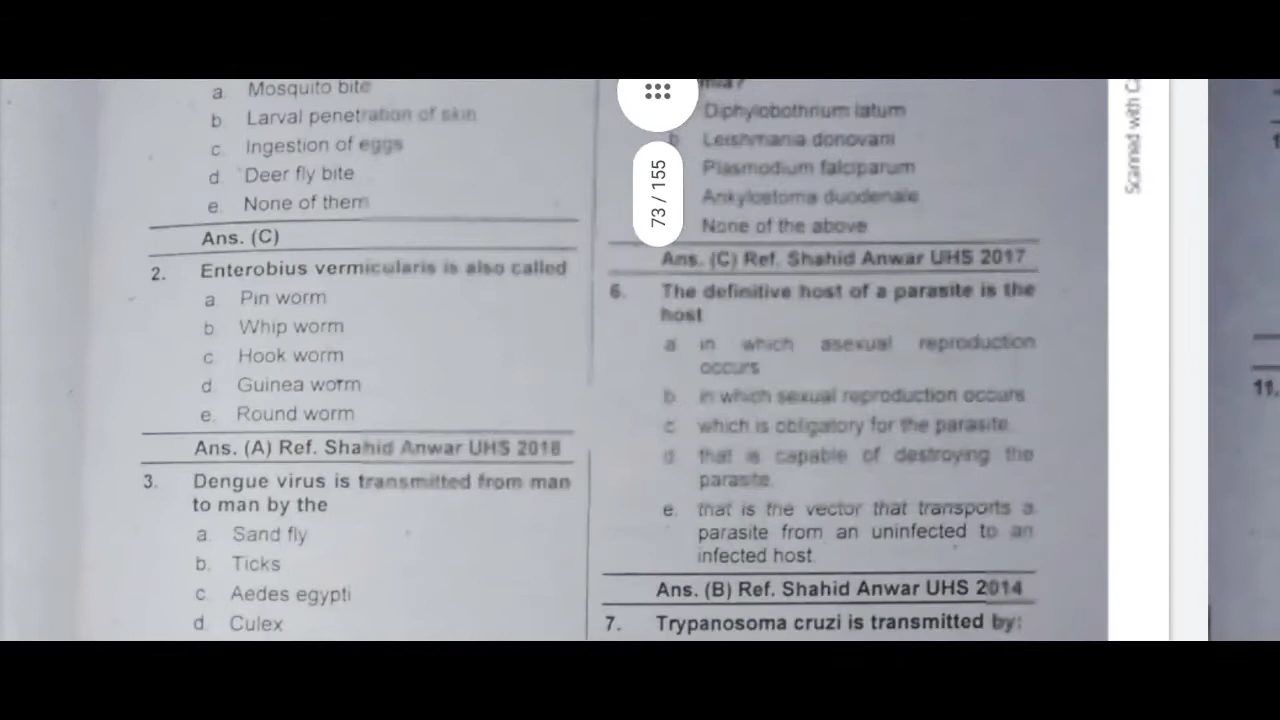 a. Mosquito bite
b. Larval penetration of skin
c. Ingestion of eggs
d. Deer fly bite
e. None of them
Ans. (C)
2. Enterobius vermicularis is also called
a. Pin worm
b. Whip worm
c. Hook worm
d. Guinea worm
e. Round worm
Ans. (A) Ref. Shahid Anwar UHS 2018
3. Dengue virus is transmitted from man
to man by the
a. Sand fly
b. Ticks
c. Aedes egypti
d. Culex
Diphylobothrium latum
b Leishmania donovani
Plasmodium falciparum
Ankylostoma duodenale
None of the above
Ans. (C) Ref. Shahid Anwar UHS 2017
6. The definitive host of a parasite is the
host
a in which asexual reproduction
occurs
b. in which sexual reproduction occurs
c which is obligatory for the parasite
d. that is capable of destroying the
parasite.
e. that is the vector that transports a
parasite from an uninfected to an
infected host.
Ans. (B) Ref. Shahid Anwar UHS 2014
7. Trypanosoma cruzi is transmitted by:
73 / 155
Scanned with
11.